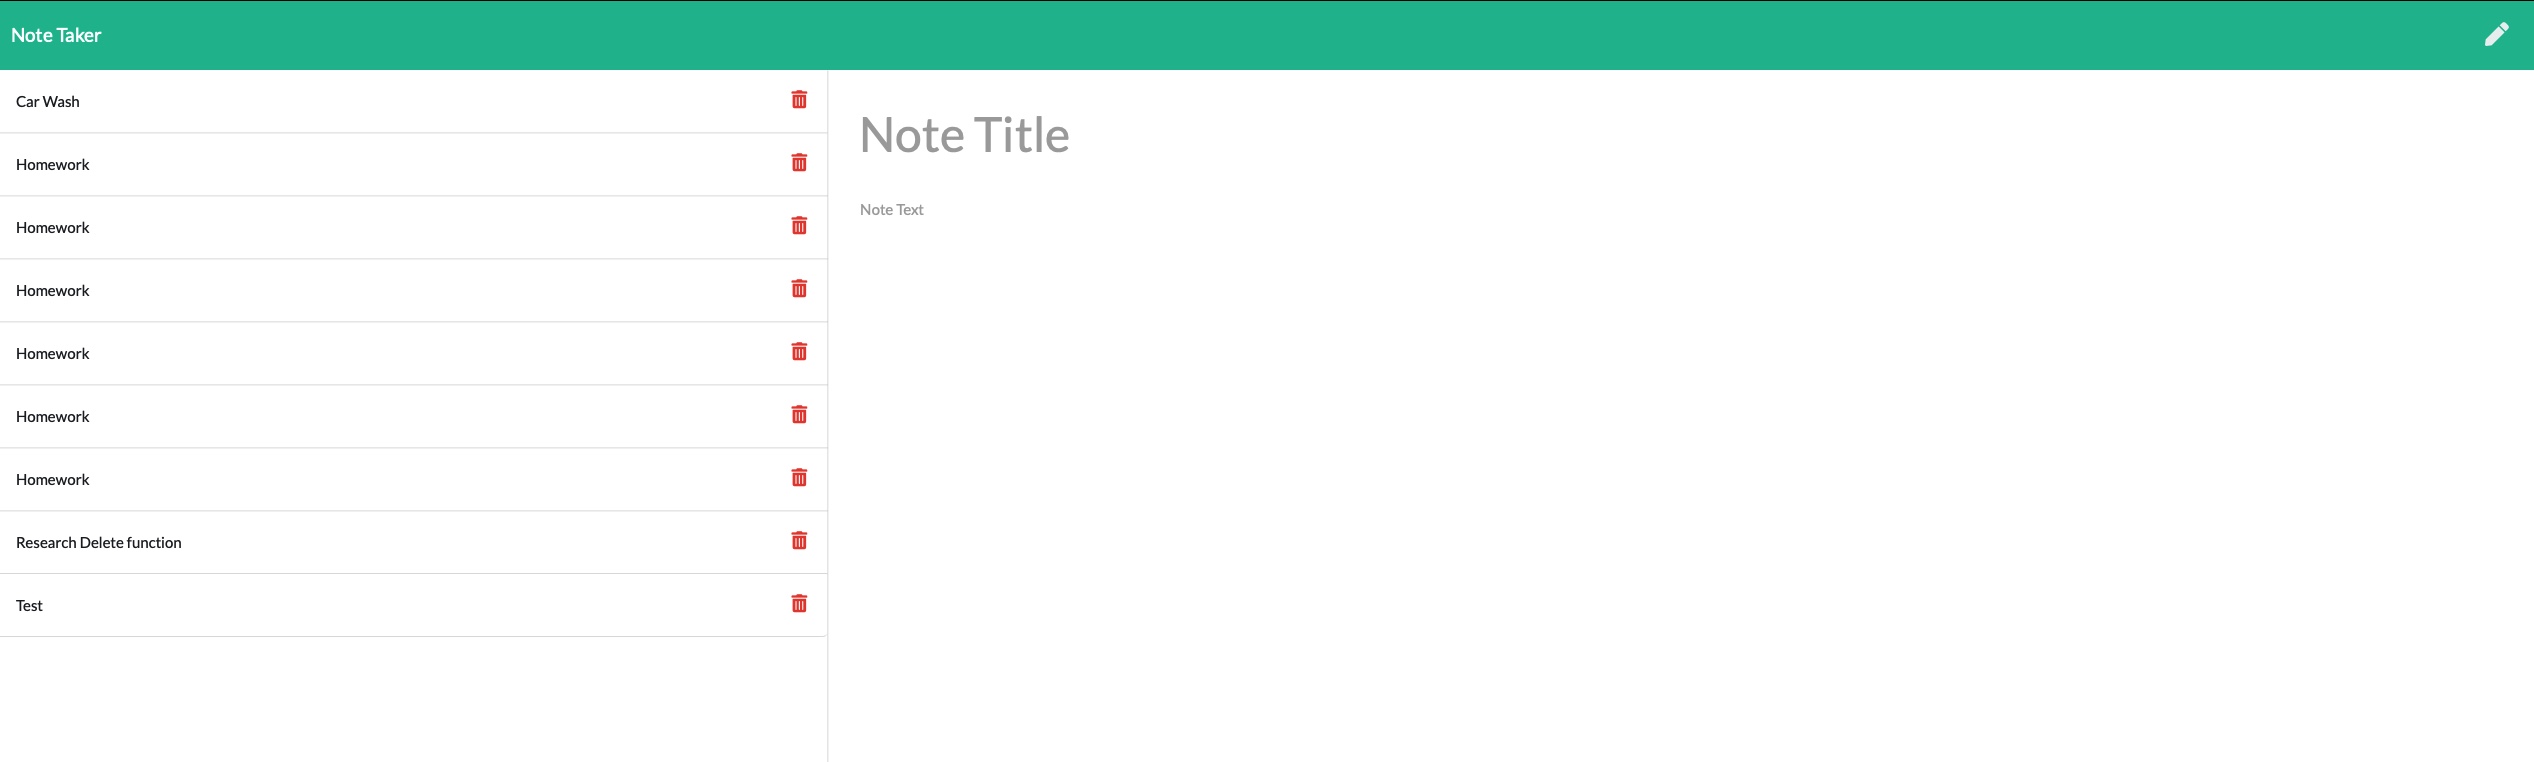 Note Taker
Car Wash
Homework
Homework
Homework
Homework
Homework
Homework
Research Delete function
Test
Note Title
Note Text